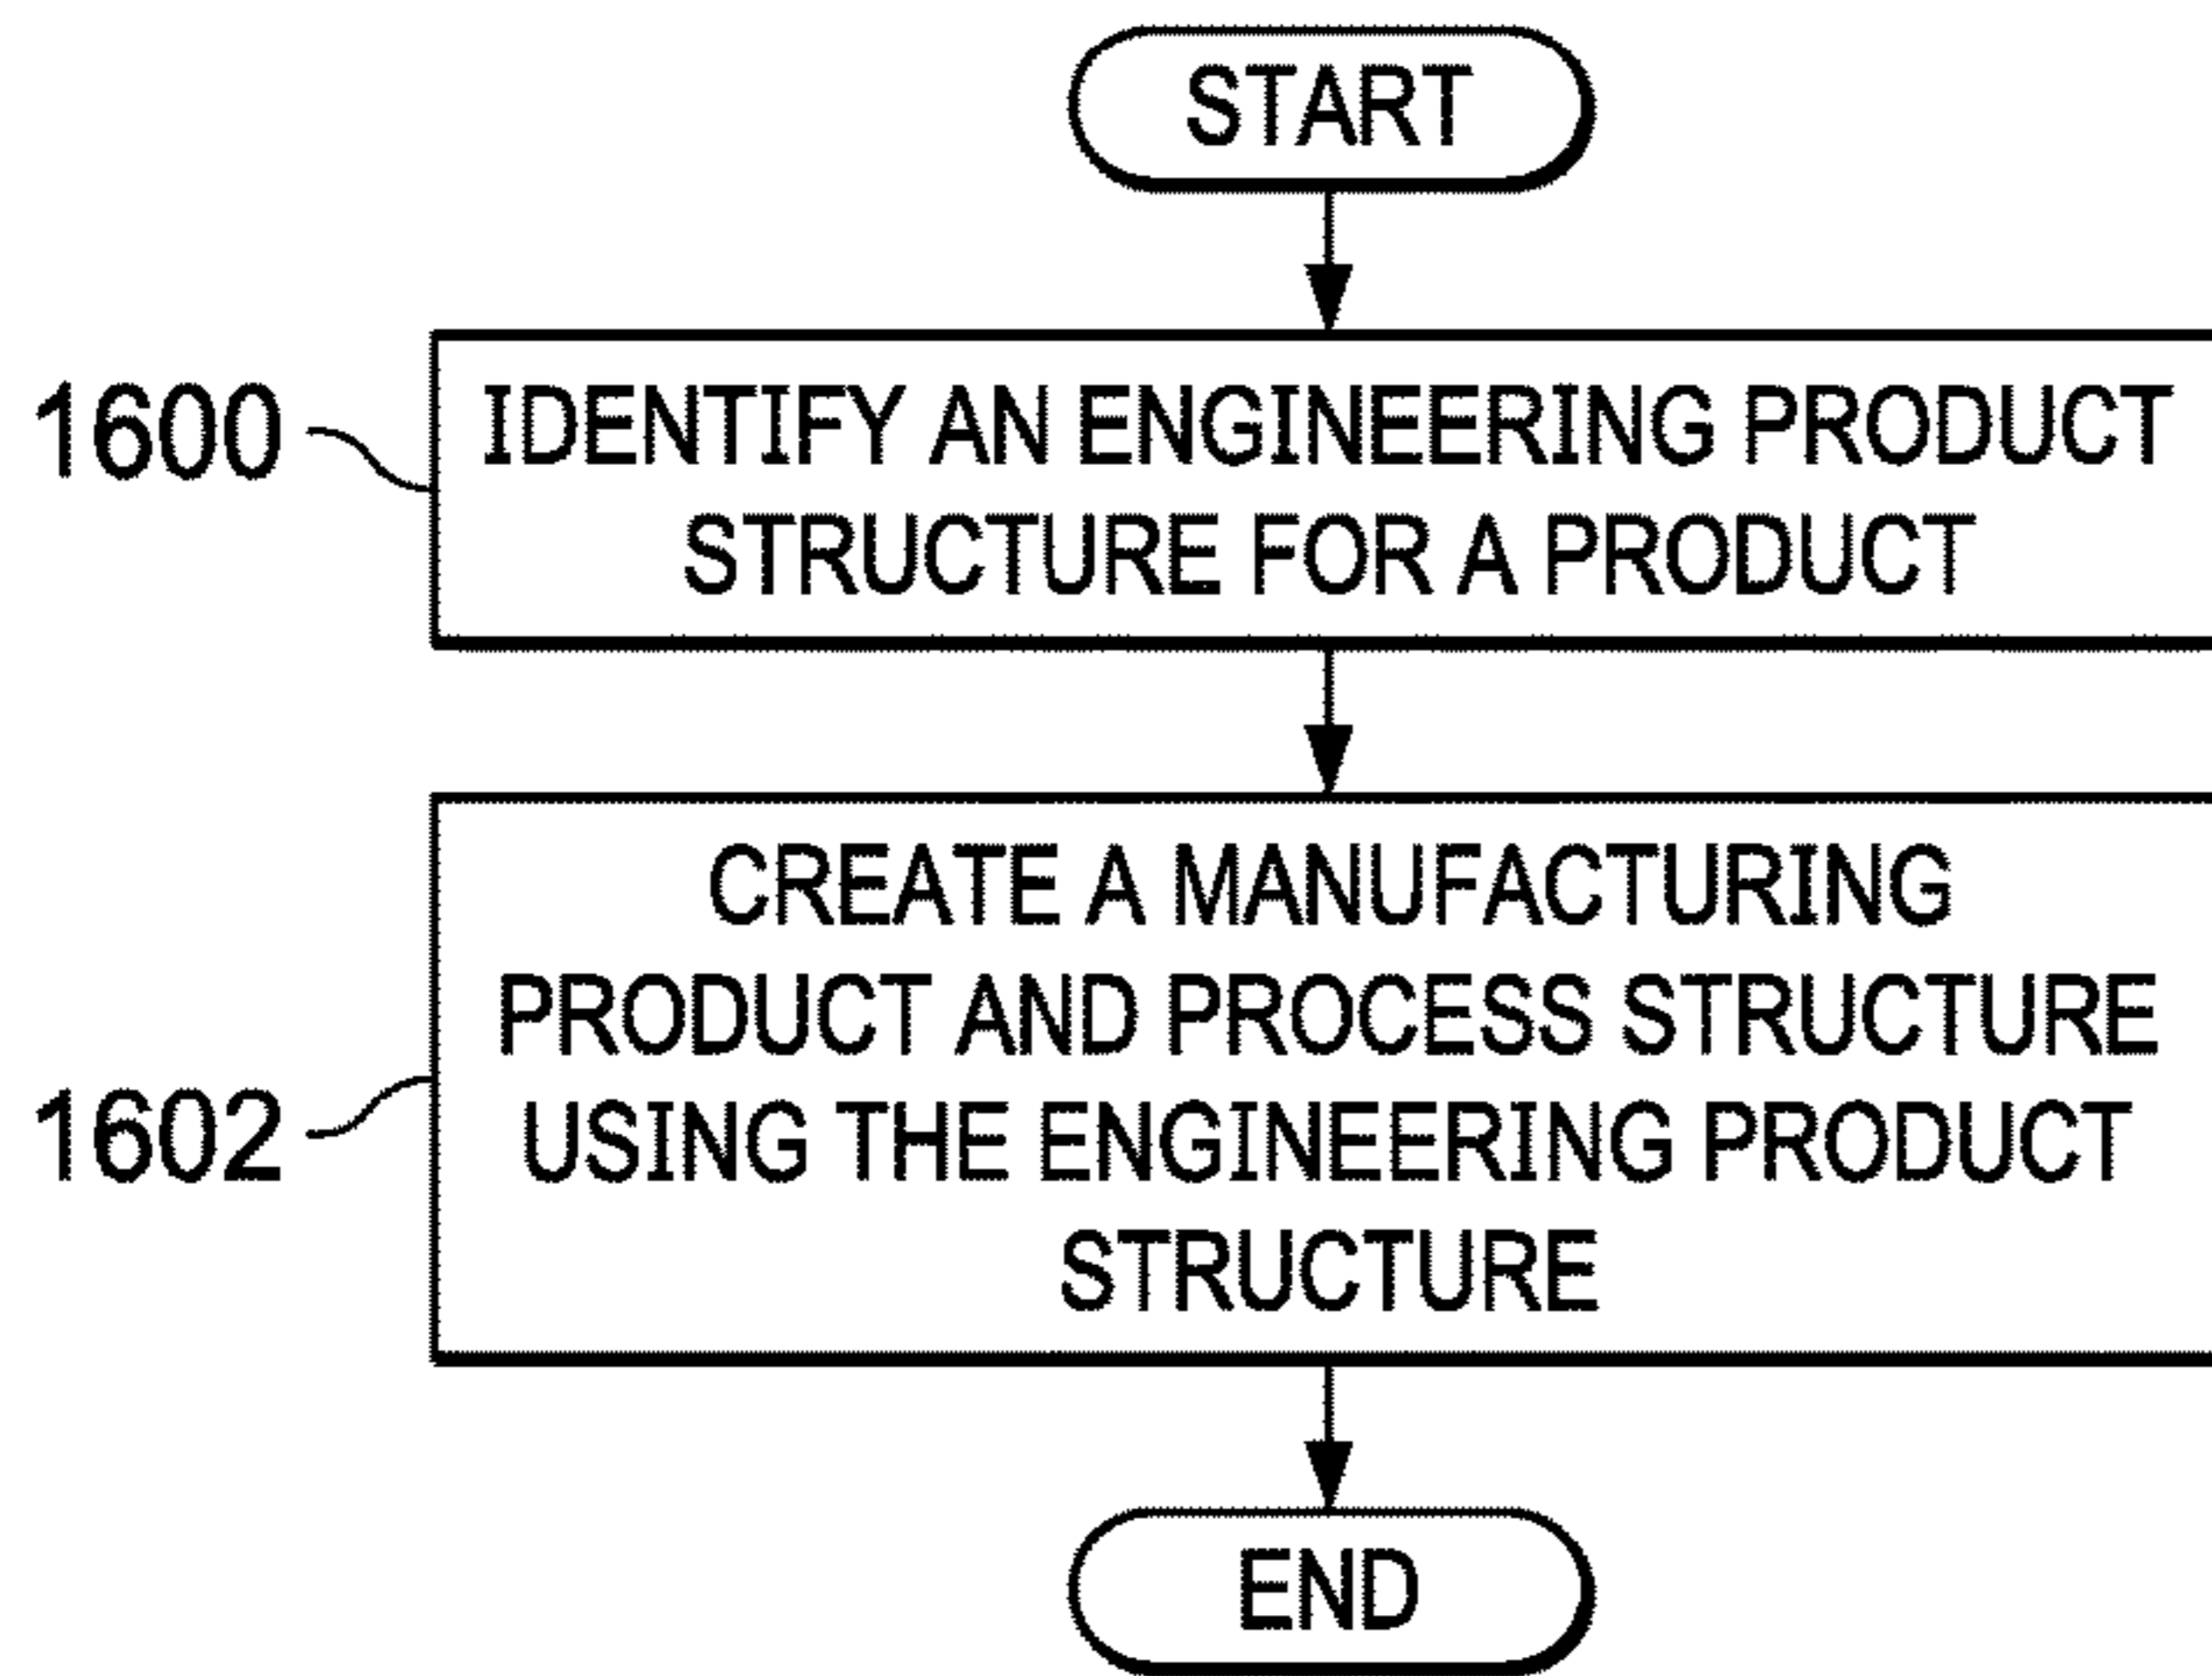 START
1600
IDENTIFY AN ENGINEERING PRODUCT
STRUCTURE FOR A PRODUCT
CREATE A MANUFACTURING
PRODUCT AND PROCESS STRUCTURE
1602
USING THE ENGINEERING PRODUCT
STRUCTURE
END